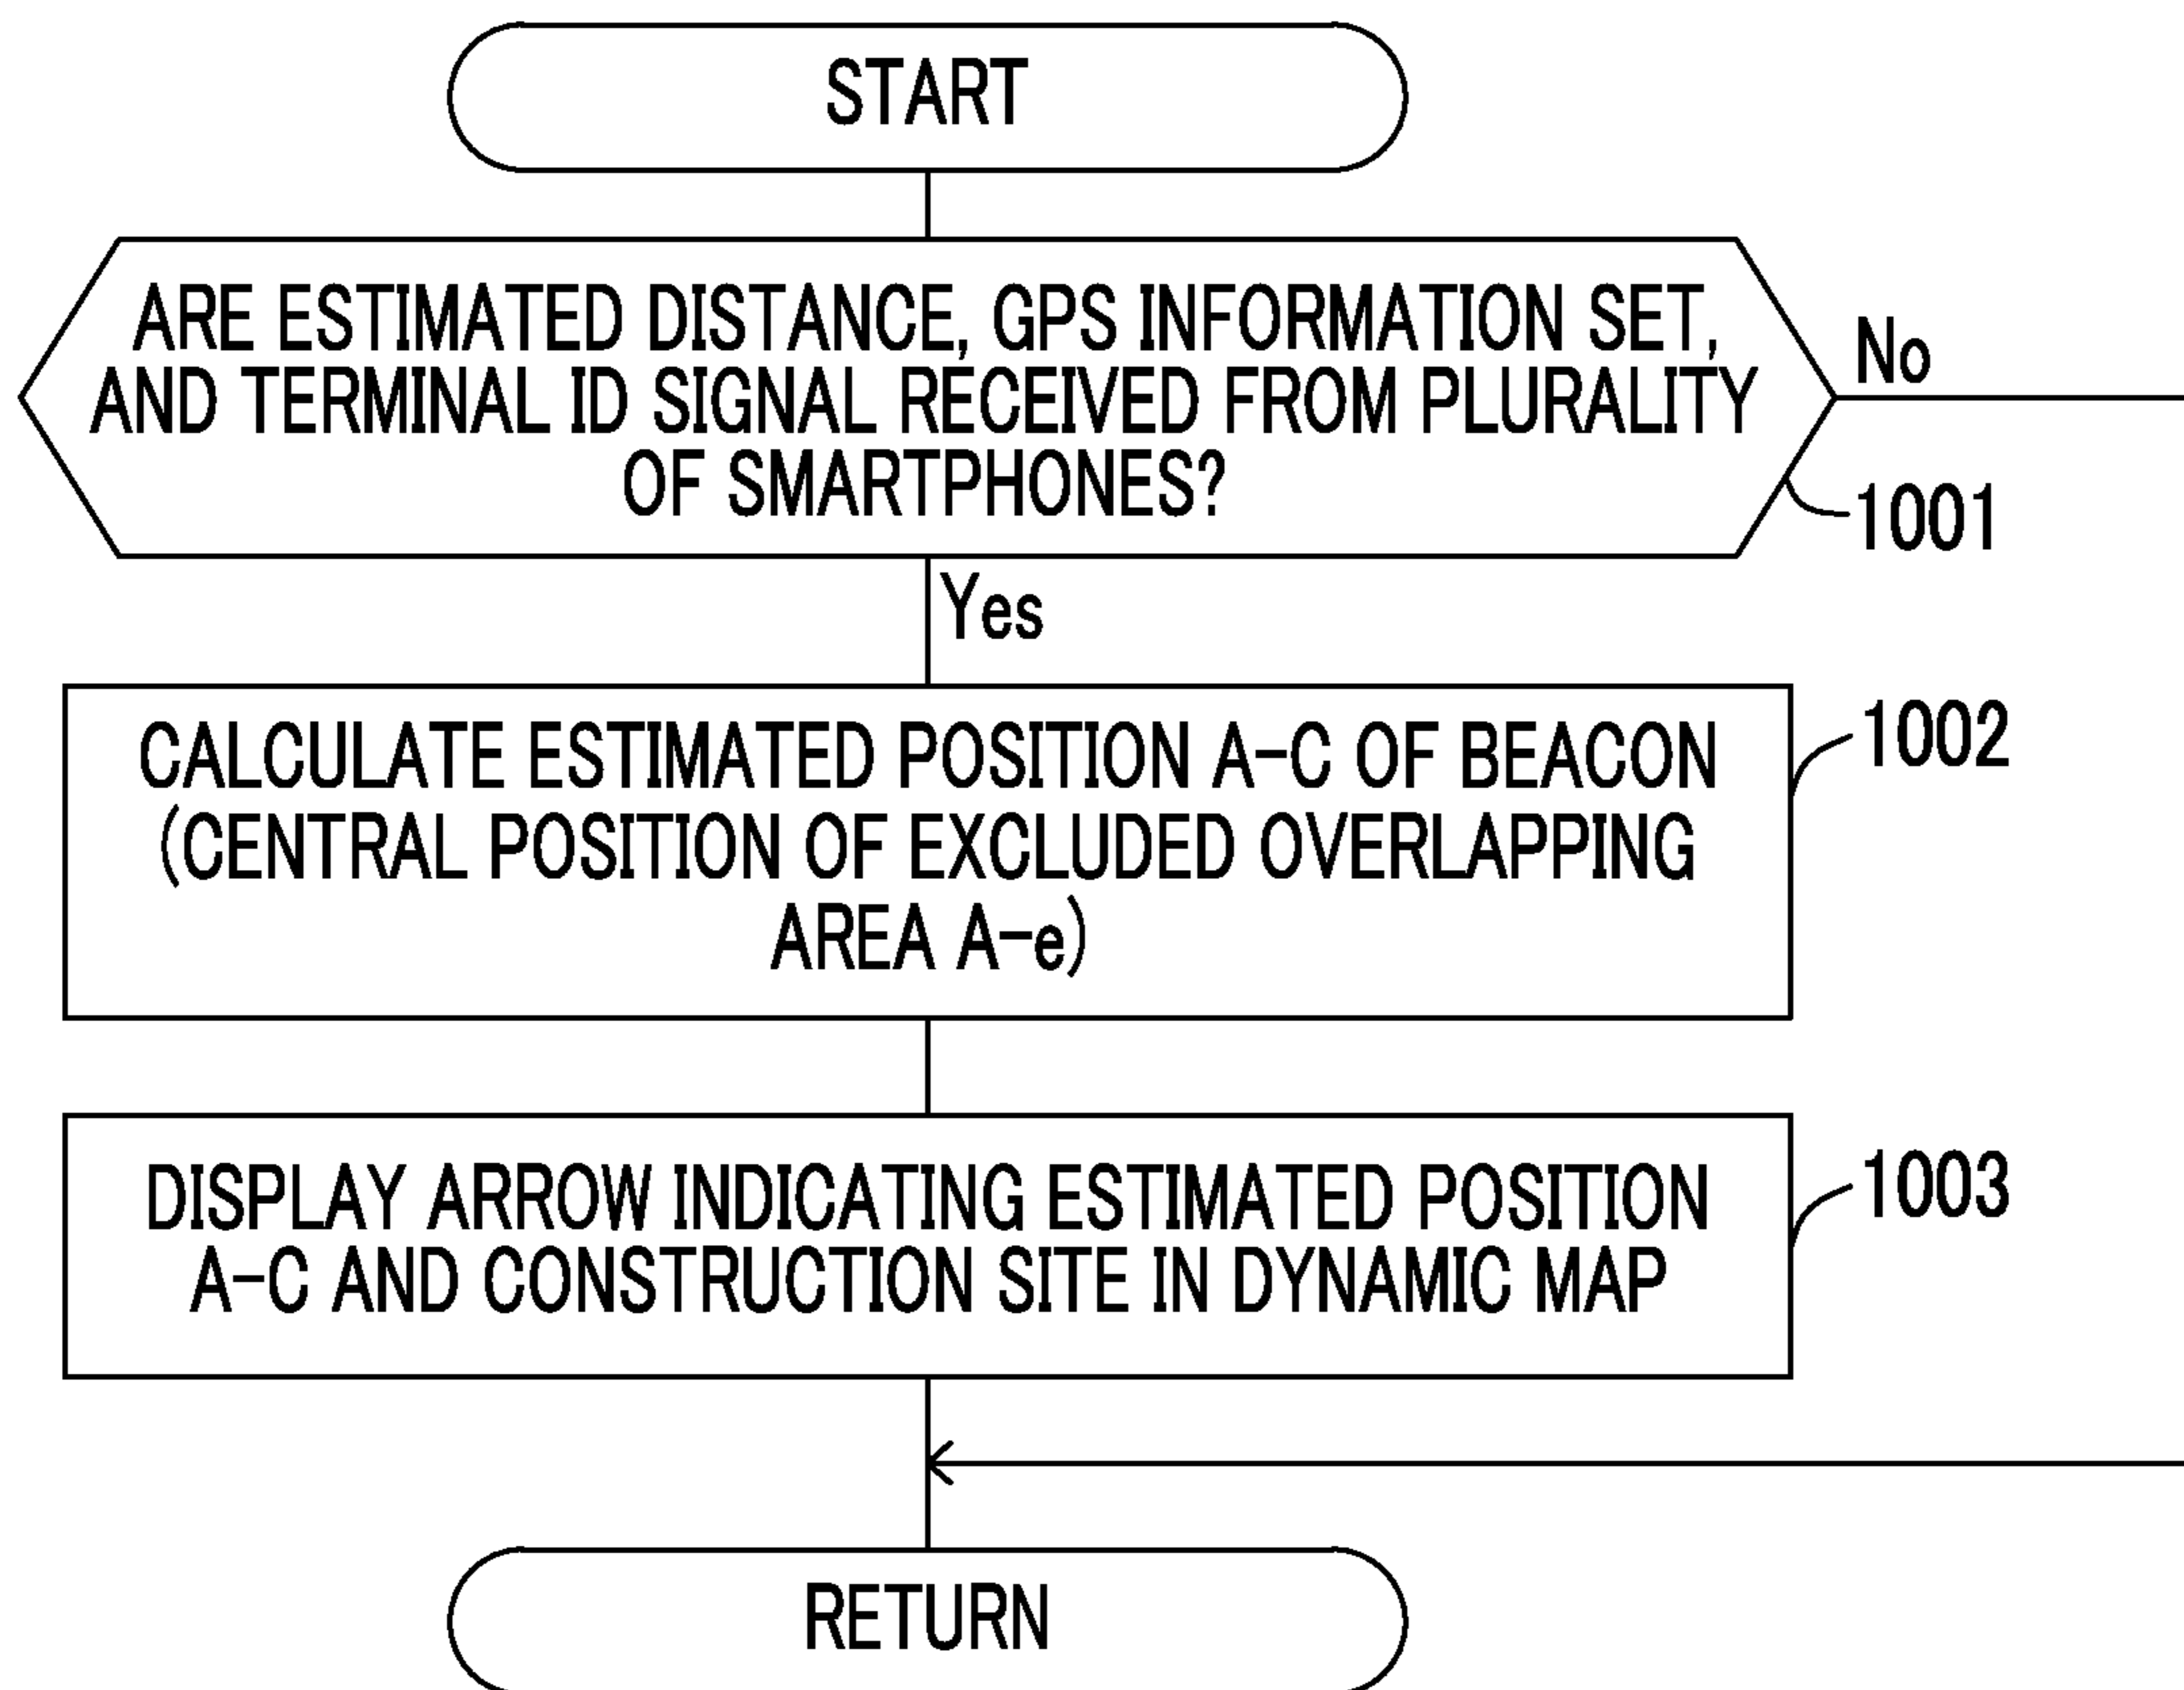 START
ARE ESTIMATED DISTANCE, GPS INFORMATION SET,
AND TERMINAL ID SIGNAL RECEIVED FROM PLURALITY
OF SMARTPHONES?
No
1001
Yes
CALCULATE ESTIMATED POSITION A-C OF BEACON
(CENTRAL POSITION OF EXCLUDED OVERLAPPING
AREA A-e)
1002
DISPLAY ARROW INDICATING ESTIMATED POSITION
A-C AND CONSTRUCTION SITE IN DYNAMIC MAP
1003
RETURN